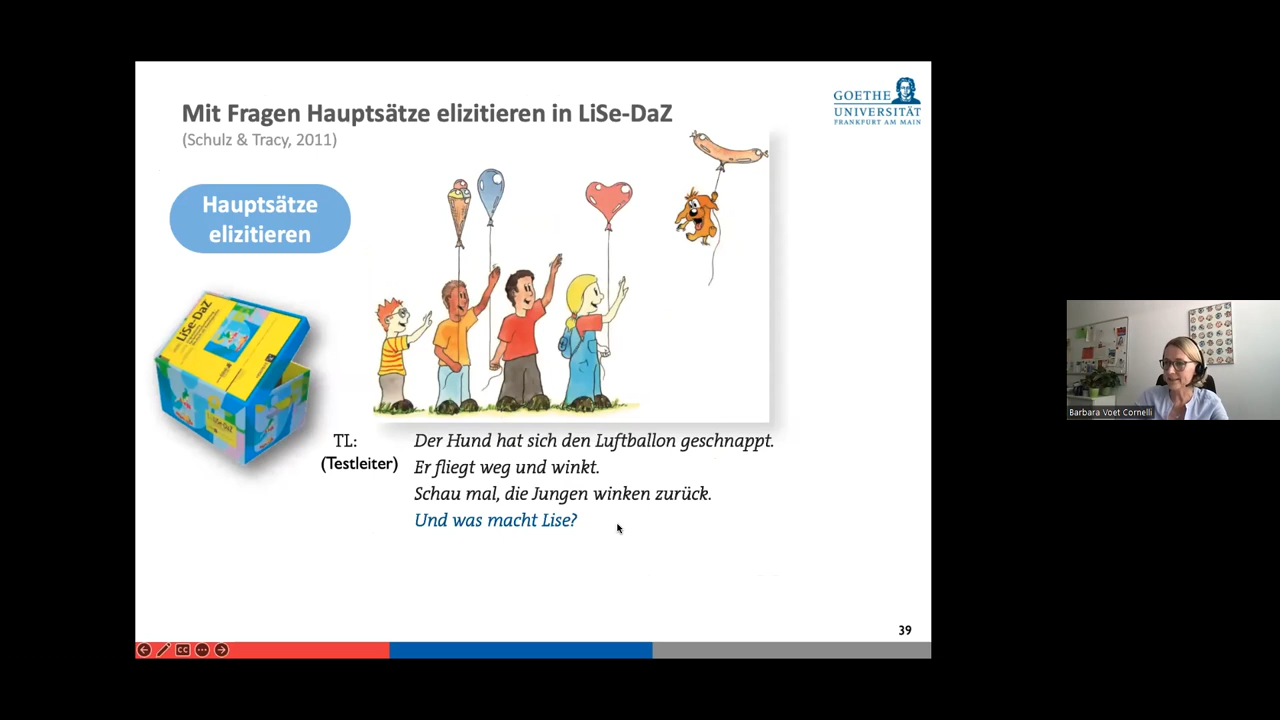 Mit Fragen Hauptsätze elizitieren in LiSe-DaZ
(Schulz & Tracy, 2011)
GOETHE
UNIVERSITÄT
FRANKFURT AM MAIN
Hauptsätze
elizitieren
LiSe-DaZ
TL:
(Testleiter)
Der Hund hat sich den Luftballon geschnappt.
Er fliegt weg und winkt.
Schau mal, die Jungen winken zurück.
Und was macht Lise?
39
CC
Barbara Voet Cornelli